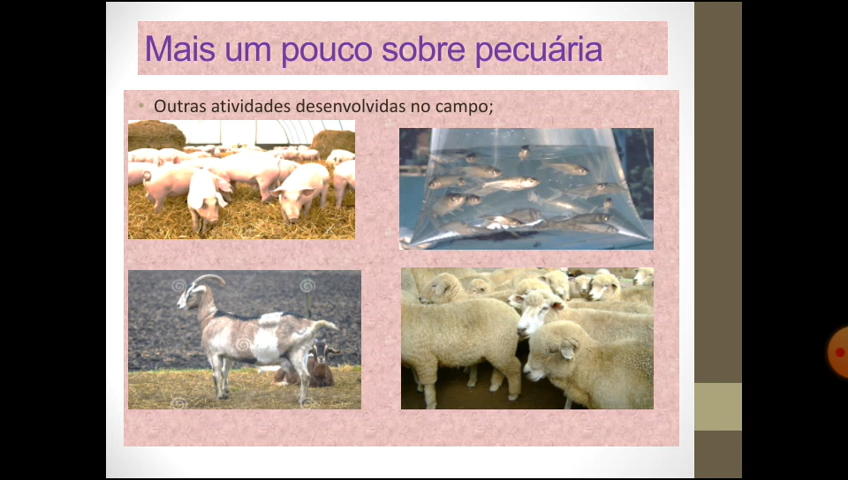 Mais um pouco sobre pecuária
Outras atividades desenvolvidas no campo;